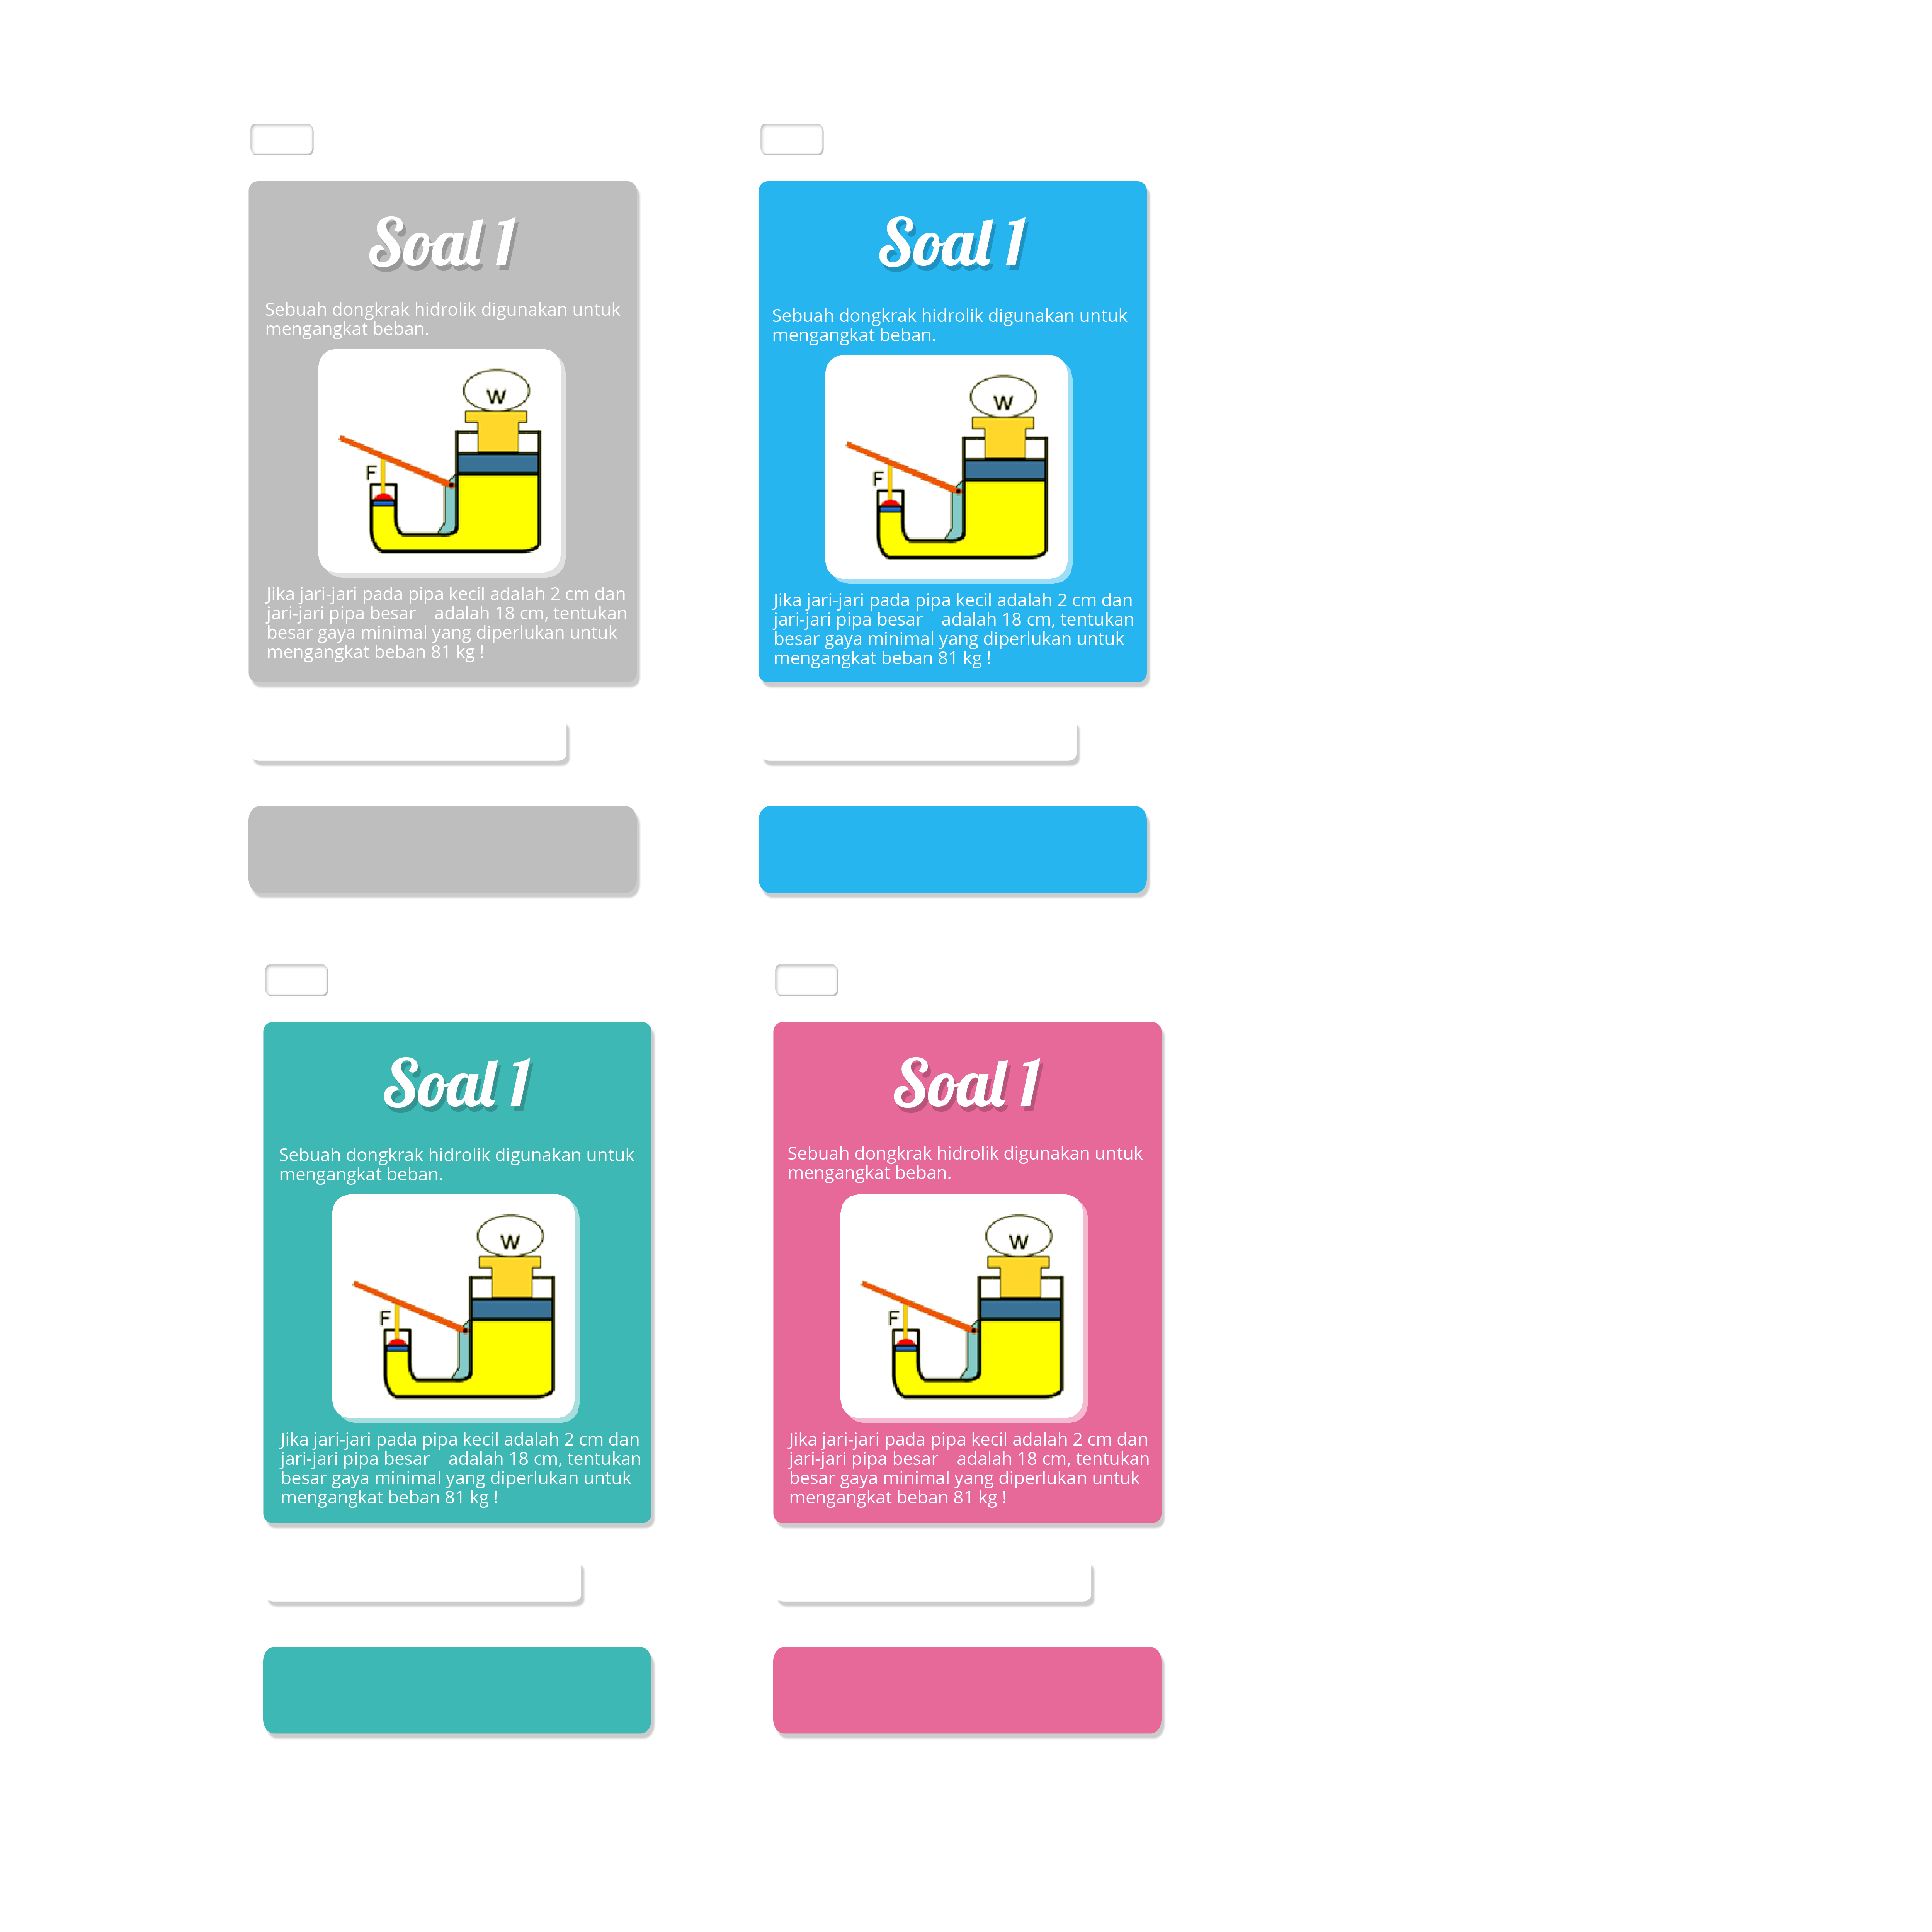 Soal 1
Sebuah dongkrak hidrolik digunakan untuk
mengangkat beban.
W
F
Jika jari-jari pada pipa kecil adalah 2 cm dan
jari-jari pipa besar    adalah 18 cm, tentukan
besar gaya minimal yang diperlukan untuk
mengangkat beban 81 kg !
Soal 1
Sebuah dongkrak hidrolik digunakan untuk
mengangkat beban.
W
F
Jika jari-jari pada pipa kecil adalah 2 cm dan
jari-jari pipa besar    adalah 18 cm, tentukan
besar gaya minimal yang diperlukan untuk
mengangkat beban 81 kg !
Soal 1
Sebuah dongkrak hidrolik digunakan untuk
mengangkat beban.
W
F
Jika jari-jari pada pipa kecil adalah 2 cm dan
jari-jari pipa besar    adalah 18 cm, tentukan
besar gaya minimal yang diperlukan untuk
mengangkat beban 81 kg !
Soal 1
Sebuah dongkrak hidrolik digunakan untuk
mengangkat beban.
W
F
Jika jari-jari pada pipa kecil adalah 2 cm dan
jari-jari pipa besar    adalah 18 cm, tentukan
besar gaya minimal yang diperlukan untuk
mengangkat beban 81 kg !